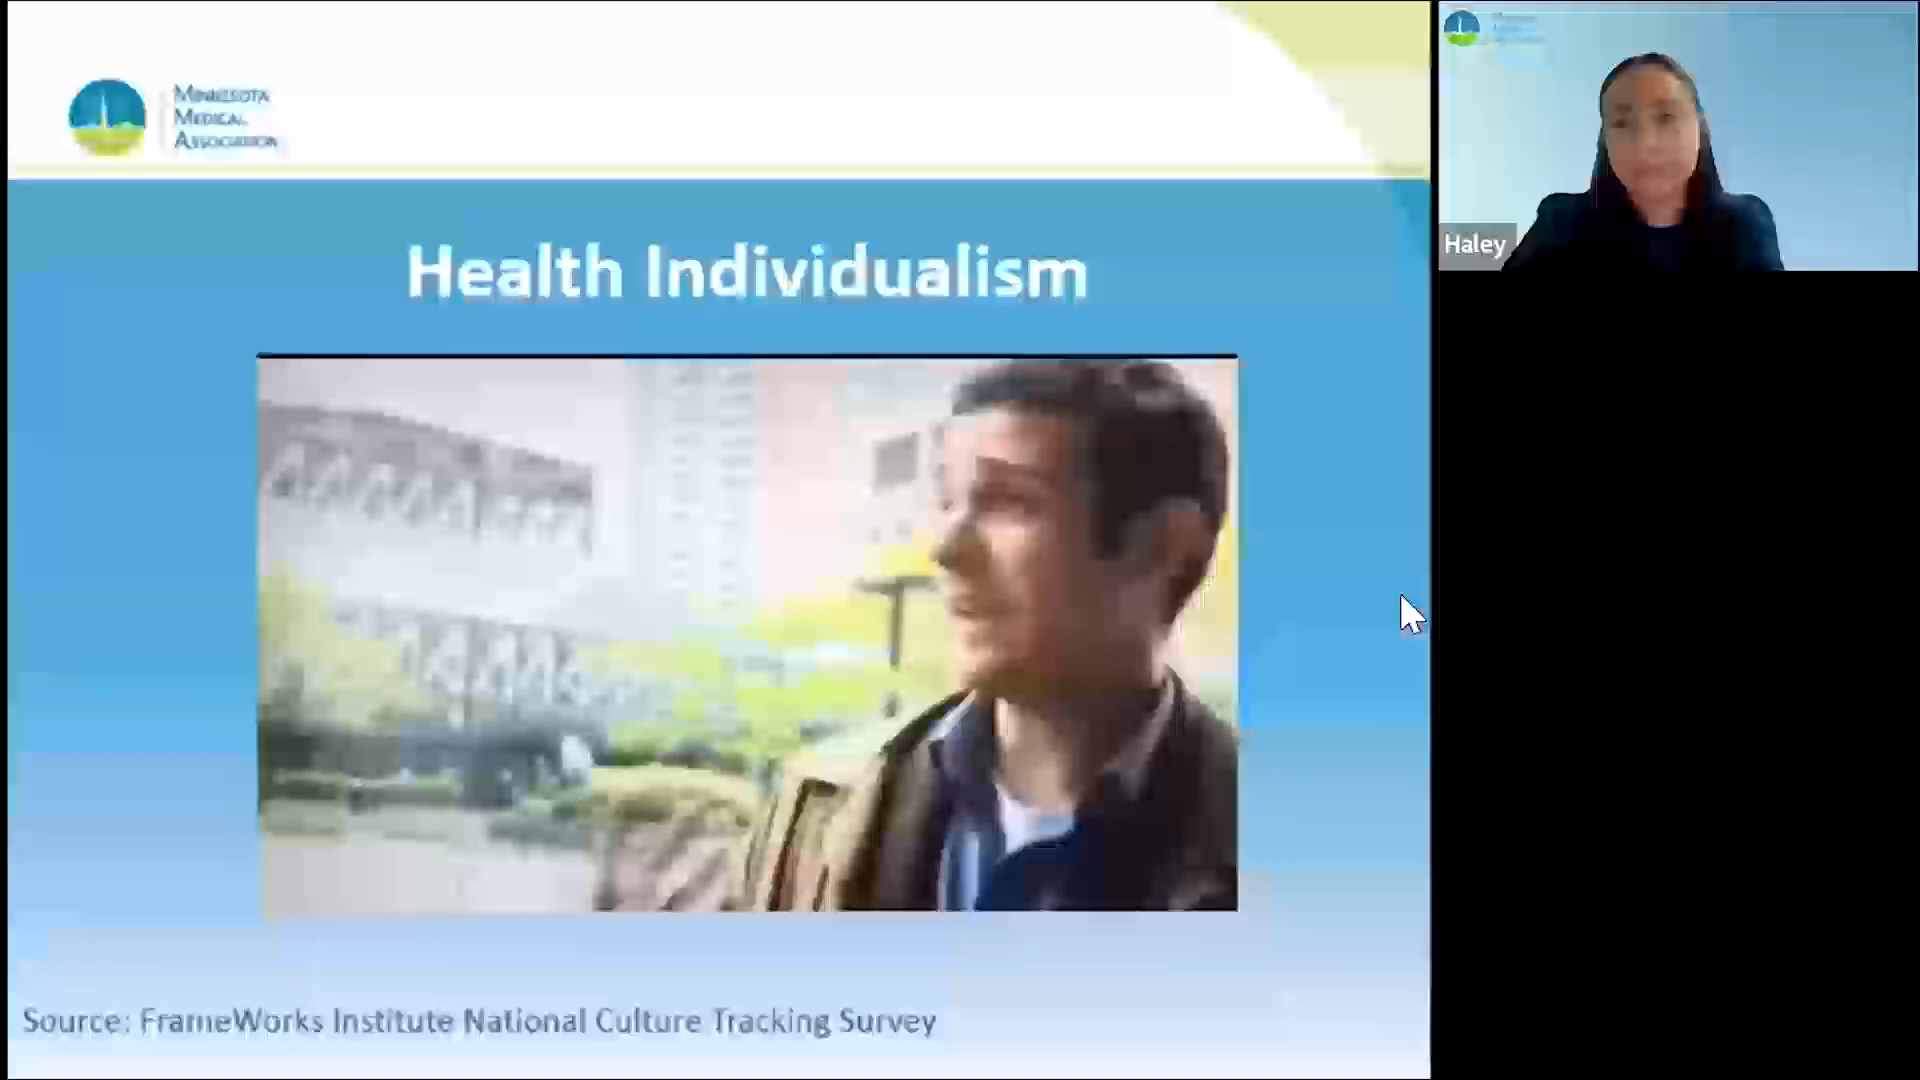 MINNESOTA
MEDICAL
ASSOCIATION
Health Individualism
Source: FrameWorks Institute National Culture Tracking Survey
Haley